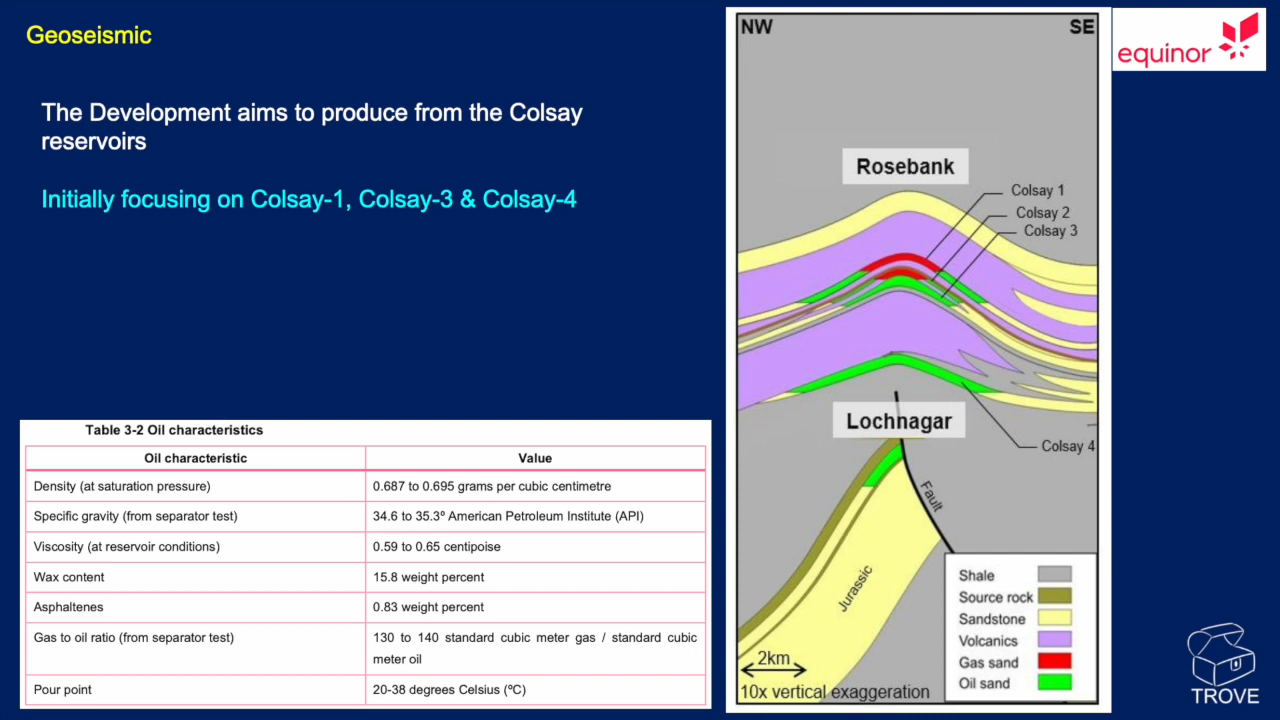 Geoseismic
The Development aims to produce from the Colsay
reservoirs
Initially focusing on Colsay-1, Colsay-3 & Colsay-4
Table 3-2 Oil characteristics
Oil characteristic Value
Density (at saturation pressure) 0.687 to 0.695 grams per cubic centimetre
Specific gravity (from separator test) 34.6 to 35.3º American Petroleum Institute (API)
Viscosity (at reservoir conditions) 0.59 to 0.65 centipoise
Wax content 15.8 weight percent
Asphaltenes 0.83 weight percent
Gas to oil ratio (from separator test) 130 to 140 standard cubic meter gas / standard cubic
meter oil
Pour point 20-38 degrees Celsius (ºC)
NW SE
Rosebank
Colsay 1
Colsay 2
Colsay 3
Lochnagar
Colsay 4
Fault
Jurassic
Shale
Source rock
Sandstone
Volcanics
Gas sand
Oil sand
2km
10x vertical exaggeration
equinor
TROVE